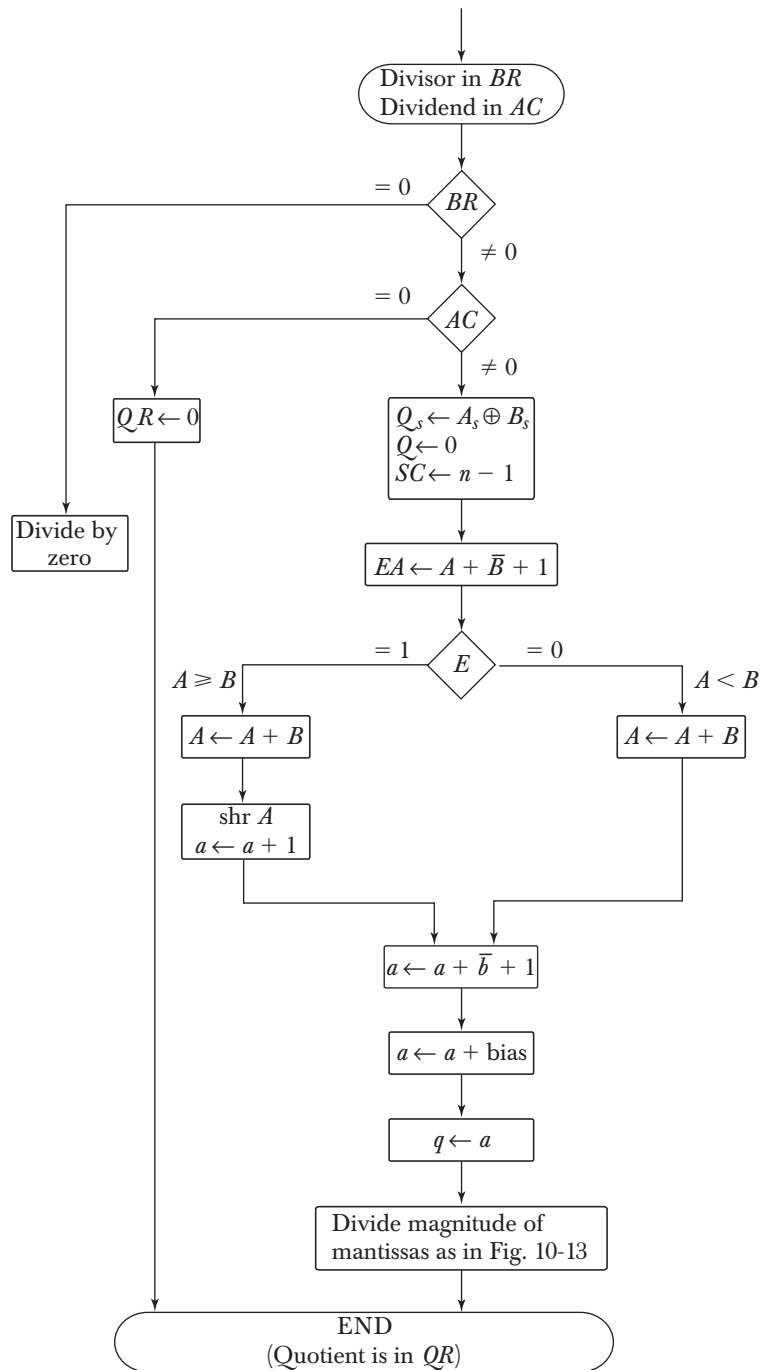 Divisor in BR
Dividend in AC
= 0
BR
≠ 0
= 0
AC
≠ 0
QR ← 0
Qₛ ← Aₛ ⊕ Bₛ
Q ← 0
SC ← n − 1
Divide by
zero
EA ← A + B̅ + 1
= 1
E
= 0
A ⩾ B
A < B
A ← A + B
A ← A + B
shr A
a ← a + 1
a ← a + b̅ + 1
a ← a + bias
q ← a
Divide magnitude of
mantissas as in Fig. 10-13
END
(Quotient is in QR)